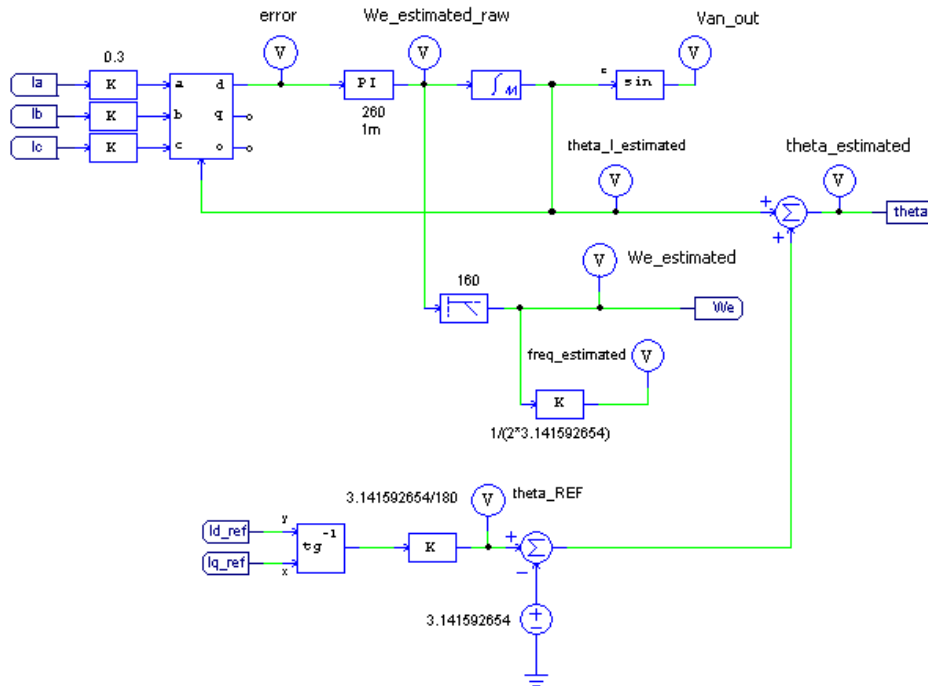 error
We_estimated_raw
Van_out
V
V
V
0.3
Ia
K
a
d
PI
c
sin
Ib
K
b
q
260
1m
Ic
K
c
o
theta_I_estimated
theta_estimated
V
V
+
Σ
theta
+
We_estimated
V
160
We
freq_estimated
V
K
1/(2*3.141592654)
3.141592654/180
theta_REF
V
Id_ref
y
tg
-1
K
+
Σ
Iq_ref
x
−
3.141592654
+
−